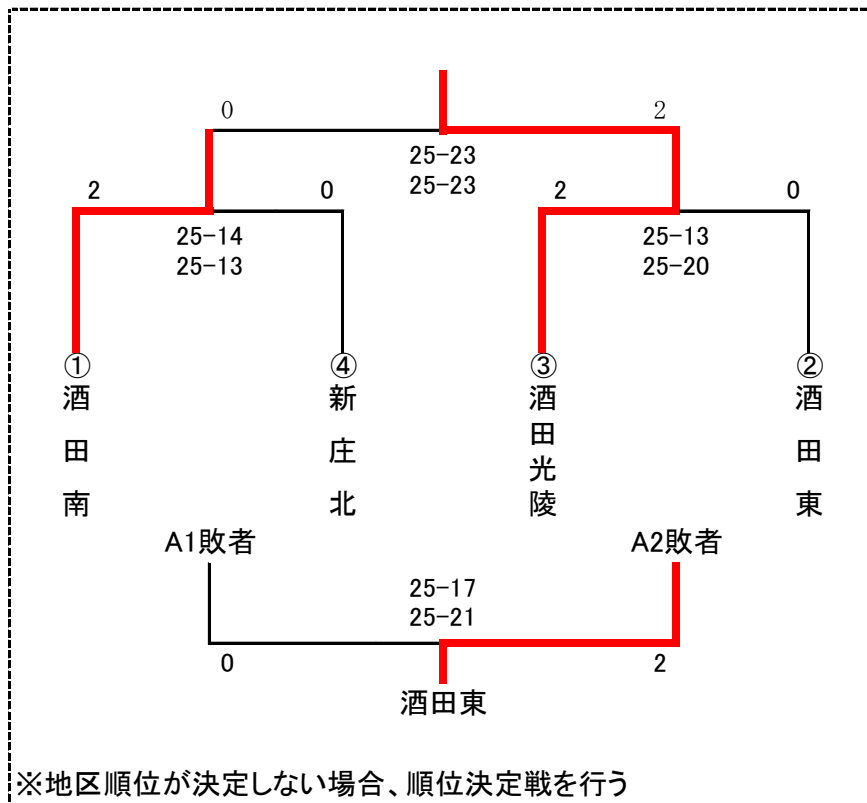 0
2
25-23
25-23
2
0
2
0
25-14
25-13
25-13
25-20
①酒田南
④新庄北
③酒田光陵
②酒田東
A1敗者
A2敗者
25-17
25-21
0
2
酒田東
※地区順位が決定しない場合、順位決定戦を行う